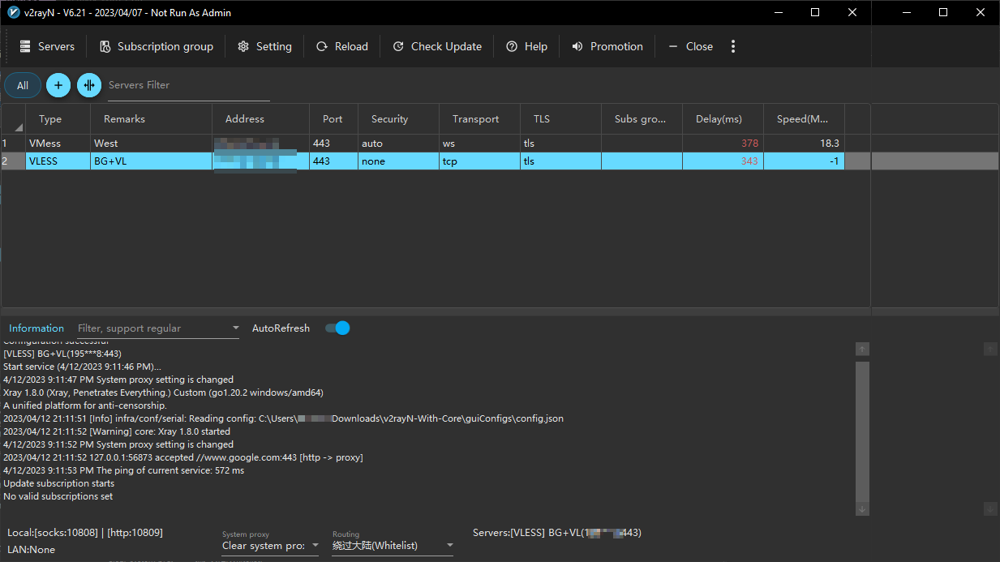 v2rayN - V6.21 - 2023/04/07 - Not Run As Admin
Servers Subscription group Setting Reload Check Update Help Promotion Close
All Servers Filter
Type Remarks Address Port Security Transport TLS Subs gro... Delay(ms) Speed(M...
1 VMess West 443 auto ws tls 378 18.3
2 VLESS BG+VL 443 none tcp tls 343 -1
Information Filter, support regular AutoRefresh
Configuration successful
[VLESS] BG+VL(195***8:443)
Start service (4/12/2023 9:11:46 PM)...
4/12/2023 9:11:47 PM System proxy setting is changed
Xray 1.8.0 (Xray, Penetrates Everything.) Custom (go1.20.2 windows/amd64)
A unified platform for anti-censorship.
2023/04/12 21:11:51 [Info] infra/conf/serial: Reading config: C:\Users\ Downloads\v2rayN-With-Core\guiConfigs\config.json
2023/04/12 21:11:52 [Warning] core: Xray 1.8.0 started
4/12/2023 9:11:52 PM System proxy setting is changed
2023/04/12 21:11:52 127.0.0.1:56873 accepted //www.google.com:443 [http -> proxy]
4/12/2023 9:11:53 PM The ping of current service: 572 ms
Update subscription starts
No valid subscriptions set
Local:[socks:10808] | [http:10809]
LAN:None
System proxy
Clear system pro:
Routing
绕过大陆(Whitelist)
Servers:[VLESS] BG+VL(1 443)